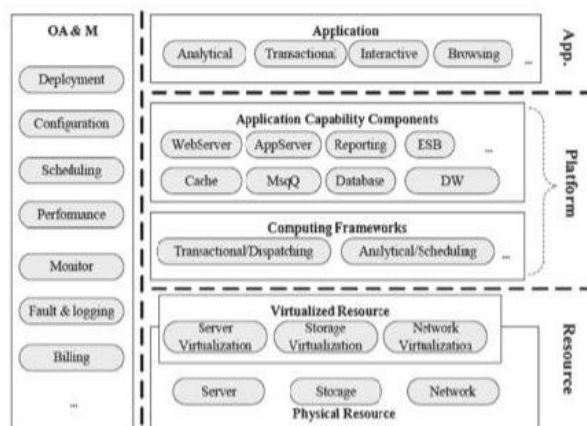 OA & M
Deployment
Configuration
Scheduling
Performance
Monitor
Fault & logging
Billing
...
Application
Analytical Transactional Interactive Browsing ...
App.
Application Capability Components
WebServer AppServer Reporting ESB ...
Cache MsqQ Database DW
Computing Frameworks
Transactional/Dispatching Analytical/Scheduling ...
Platform
Virtualized Resource
Server Virtualization
Storage Virtualization
Network Virtualization
Server Storage Network
Physical Resource
Resource